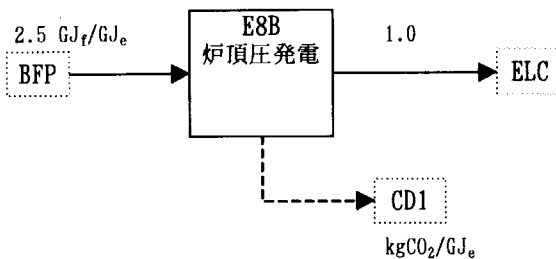 2.5 GJf/GJe
BFP
E8B
炉頂圧発電
1.0
ELC
CD1
kgCO₂/GJe